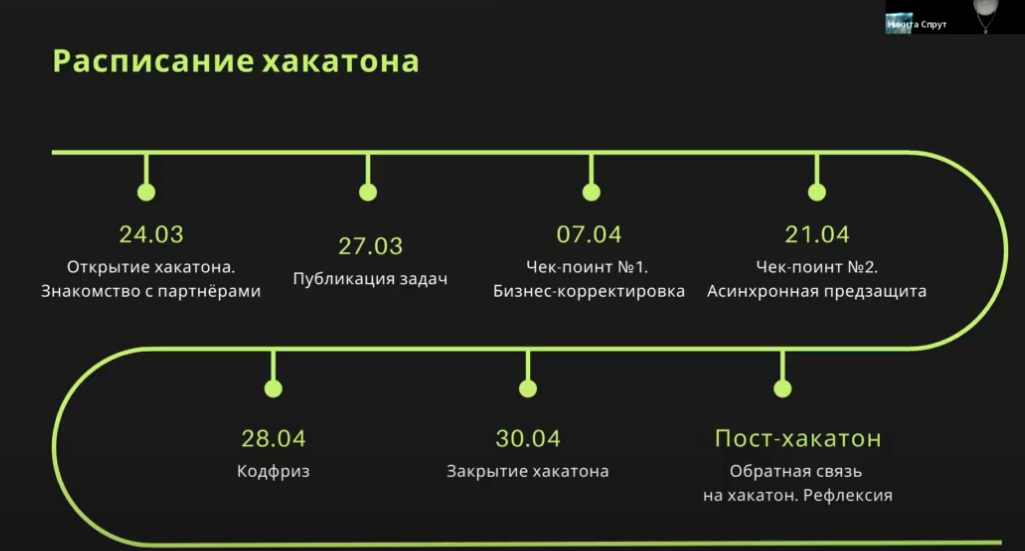 Никита Спрут
Расписание хакатона
24.03
Открытие хакатона.
Знакомство с партнёрами
27.03
Публикация задач
07.04
Чек-поинт №1.
Бизнес-корректировка
21.04
Чек-поинт №2.
Асинхронная предзащита
28.04
Кодфриз
30.04
Закрытие хакатона
Пост-хакатон
Обратная связь
на хакатон. Рефлексия